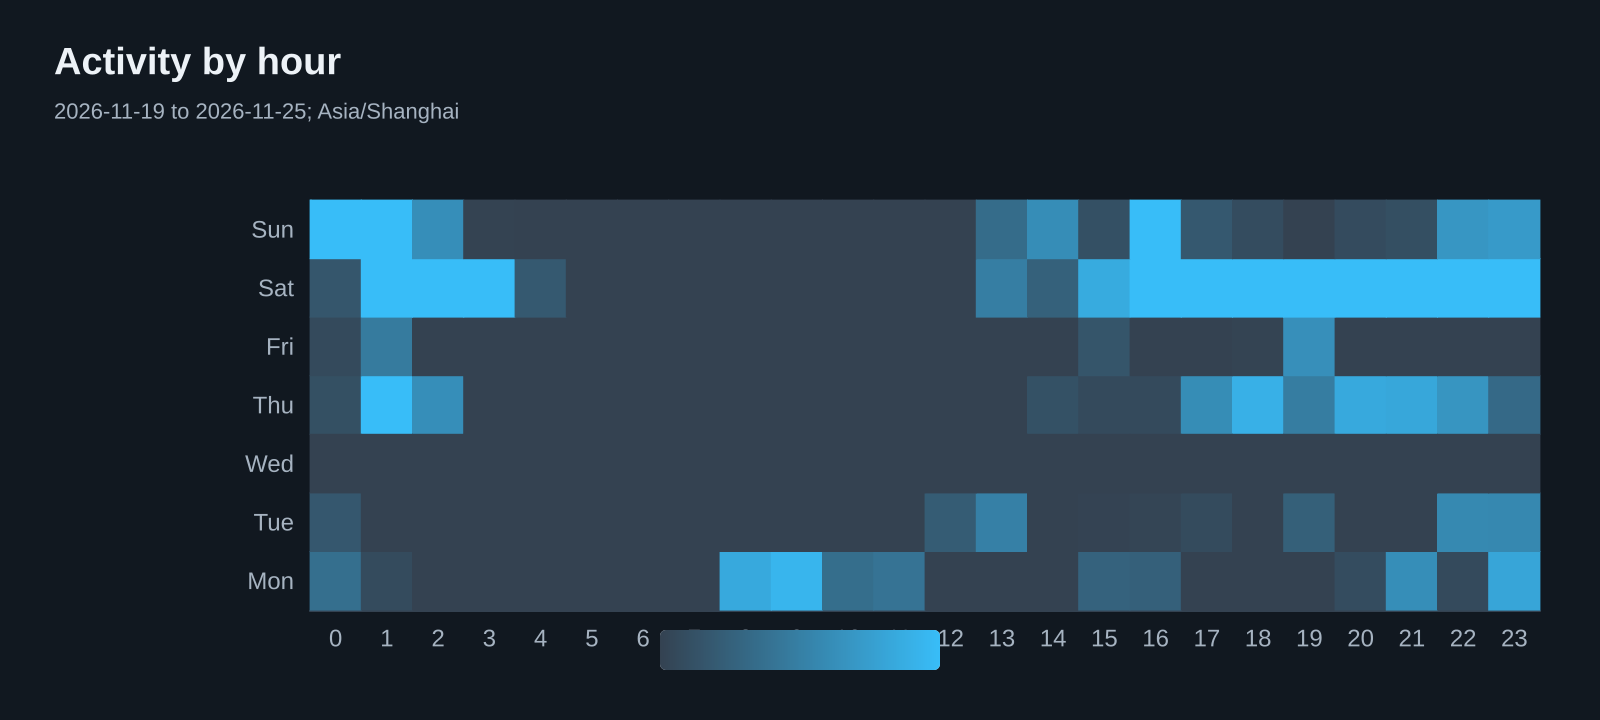 Activity by hour
2026-11-19 to 2026-11-25; Asia/Shanghai
Sun
Sat
Fri
Thu
Wed
Tue
Mon
0 1 2 3 4 5 6 12 13 14 15 16 17 18 19 20 21 22 23